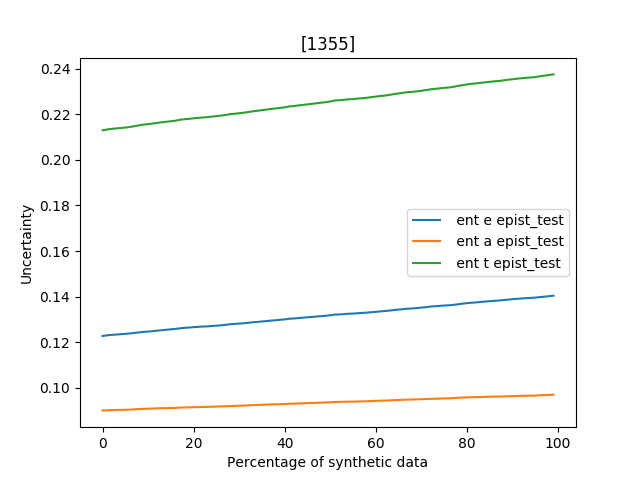 [1355]
0.24
0.22
0.20
0.18
0.16
0.14
0.12
0.10
Uncertainty
ent e epist_test
ent a epist_test
ent t epist_test
0 20 40 60 80 100
Percentage of synthetic data